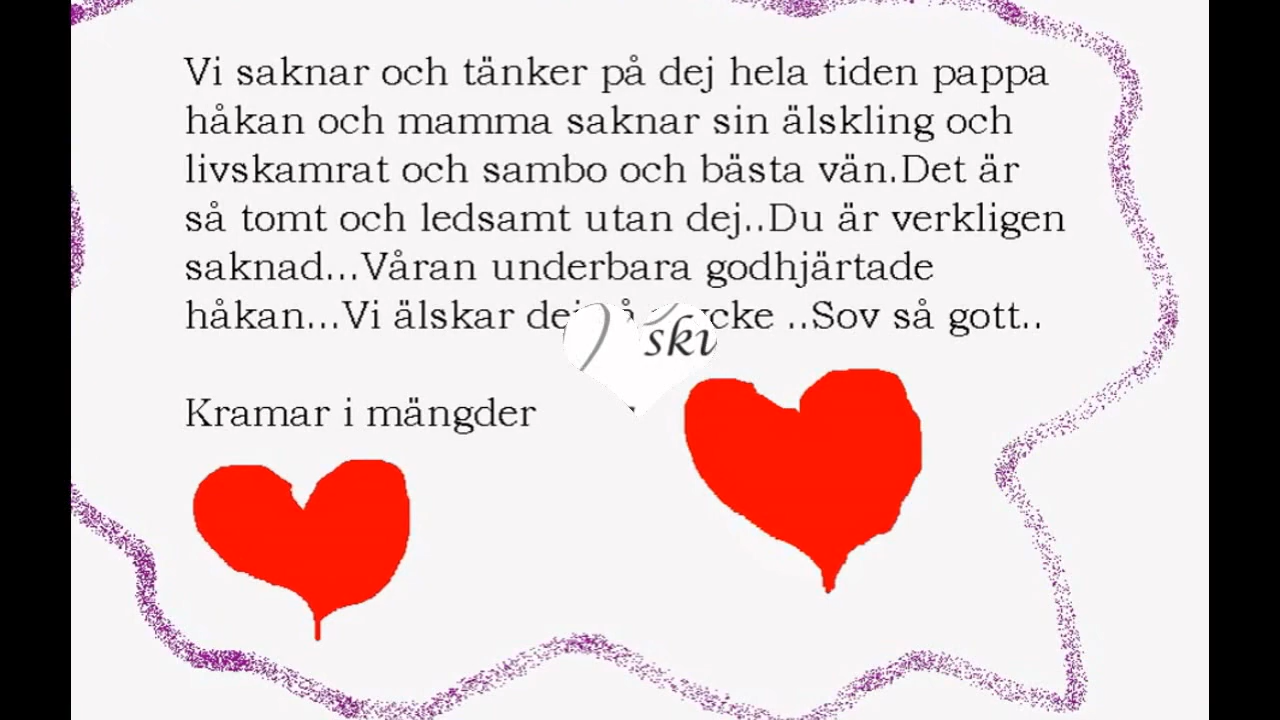 Vi saknar och tänker på dej hela tiden pappa
håkan och mamma saknar sin älskling och
livskamrat och sambo och bästa vän.Det är
så tomt och ledsamt utan dej..Du är verkligen
saknad...Våran underbara godhjärtade
håkan...Vi älskar ..Sov så gott..
Kramar i mängder